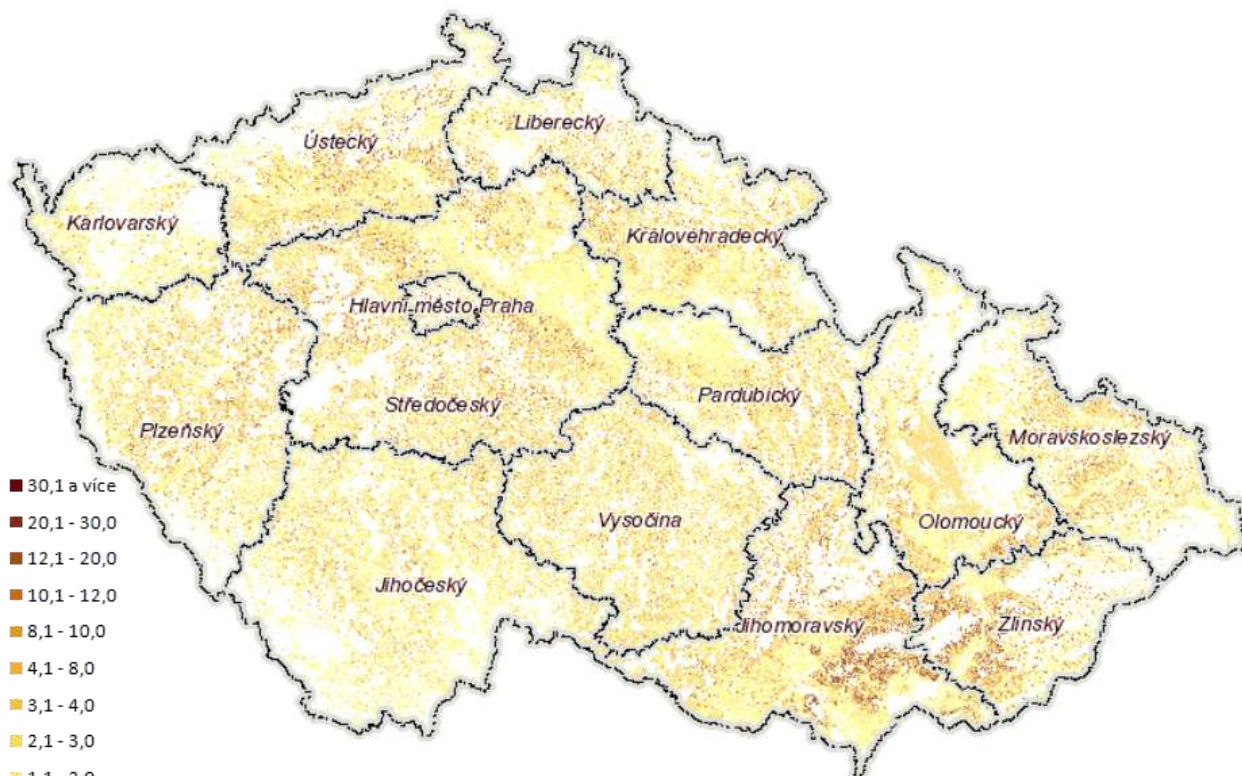 Ústecký
Liberecký
Karlovarský
Královéhradecký
Hlavní město Praha
Středočeský
Pardubický
Plzeňský
Moravskoslezský
Vysočina
Olomoucký
Jihočeský
Jihomoravský
Zlínský
30,1 a více
20,1 - 30,0
12,1 - 20,0
10,1 - 12,0
8,1 - 10,0
4,1 - 8,0
3,1 - 4,0
2,1 - 3,0